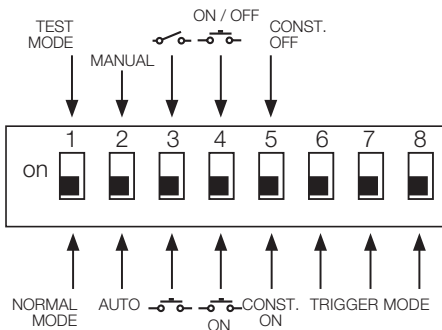 ON / OFF
TEST MODE
CONST. OFF
MANUAL
1 2 3 4 5 6 7 8
on
NORMAL MODE
AUTO
ON
CONST. ON
TRIGGER MODE